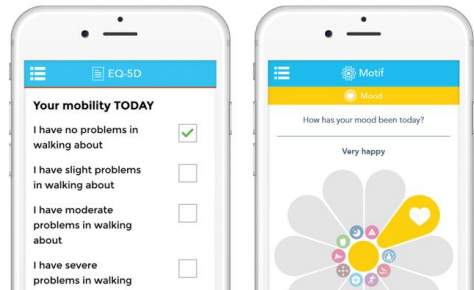 EQ-5D
Your mobility TODAY
I have no problems in
walking about
I have slight problems
in walking about
I have moderate
problems in walking
about
I have severe
problems in walking
Motif
Mood
How has your mood been today?
Very happy